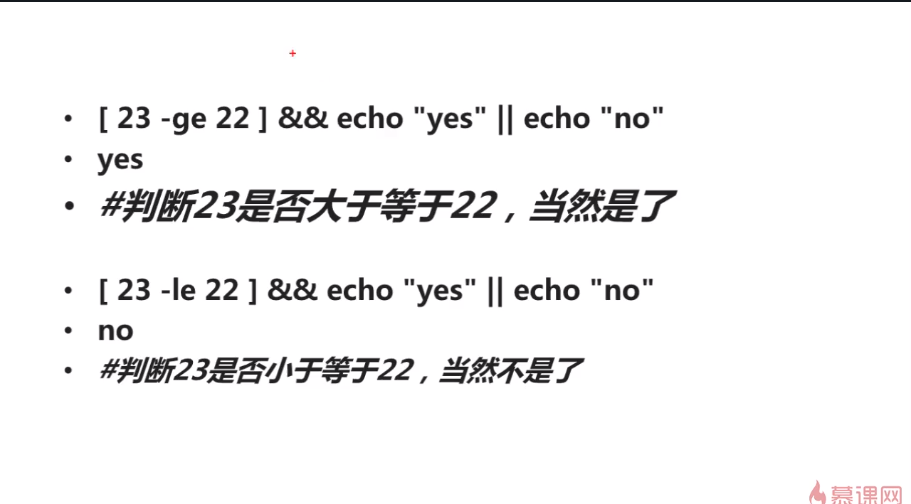 • [ 23 -ge 22 ] && echo "yes" || echo "no"
• yes
• #判断23是否大于等于22，当然是了
• [ 23 -le 22 ] && echo "yes" || echo "no"
• no
• #判断23是否小于等于22，当然不是了
慕课网